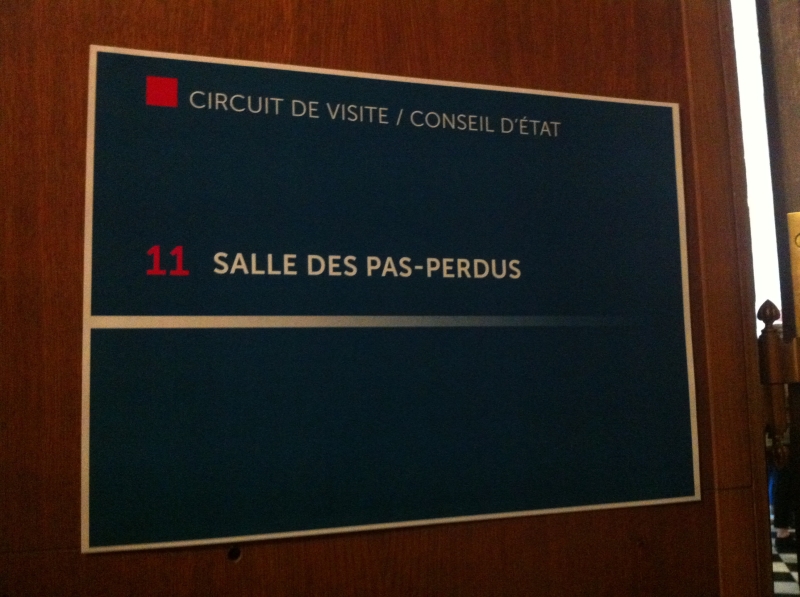 CIRCUIT DE VISITE / CONSEIL D'ÉTAT
11 SALLE DES PAS-PERDUS